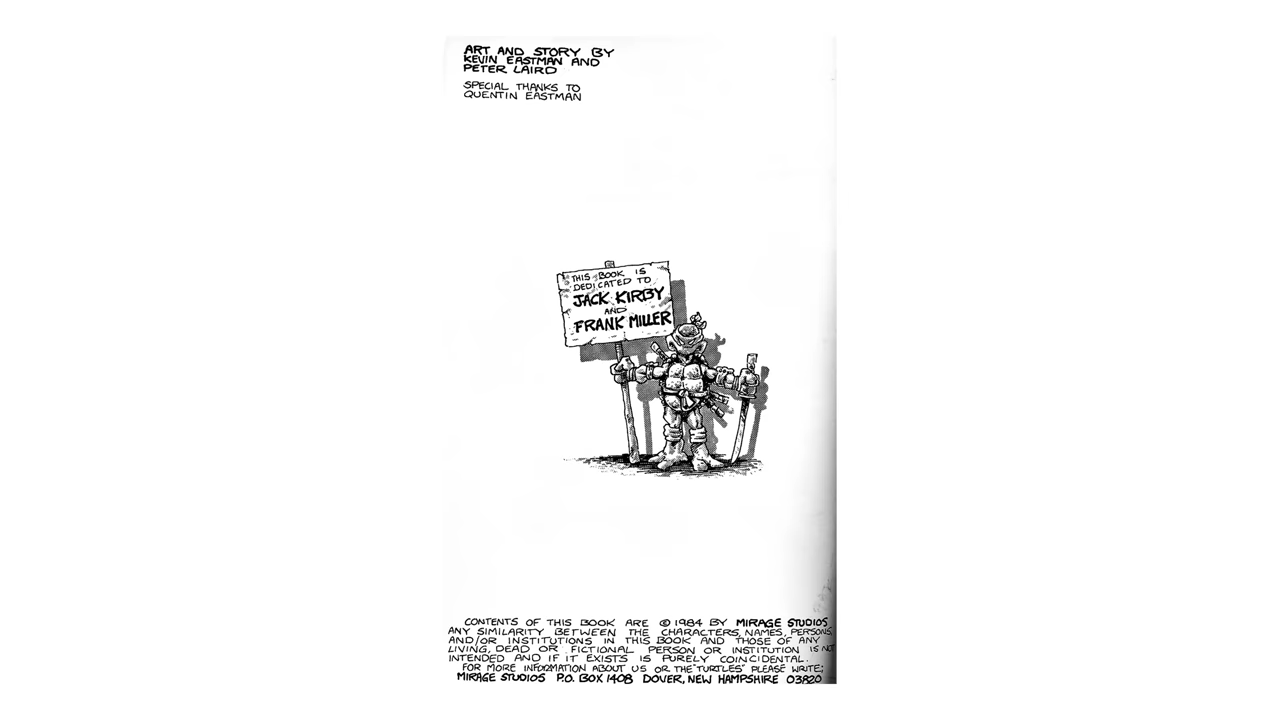 ART AND STORY BY
KEVIN EASTMAN AND
PETER LAIRD
SPECIAL THANKS TO
QUENTIN EASTMAN
THIS BOOK IS
DEDICATED TO
JACK KIRBY
AND
FRANK MILLER
CONTENTS OF THIS BOOK ARE © 1984 BY MIRAGE STUDIOS
ANY SIMILARITY BETWEEN THE CHARACTERS, NAMES, PERSONS,
AND/OR INSTITUTIONS IN THIS BOOK AND THOSE OF ANY
LIVING, DEAD OR FICTIONAL PERSON OR INSTITUTION IS NOT
INTENDED AND IF IT EXISTS IS PURELY COINCIDENTAL.
FOR MORE INFORMATION ABOUT US OR THE "TURTLES" PLEASE WRITE;
MIRAGE STUDIOS P.O. BOX 1408 DOVER, NEW HAMPSHIRE 03820